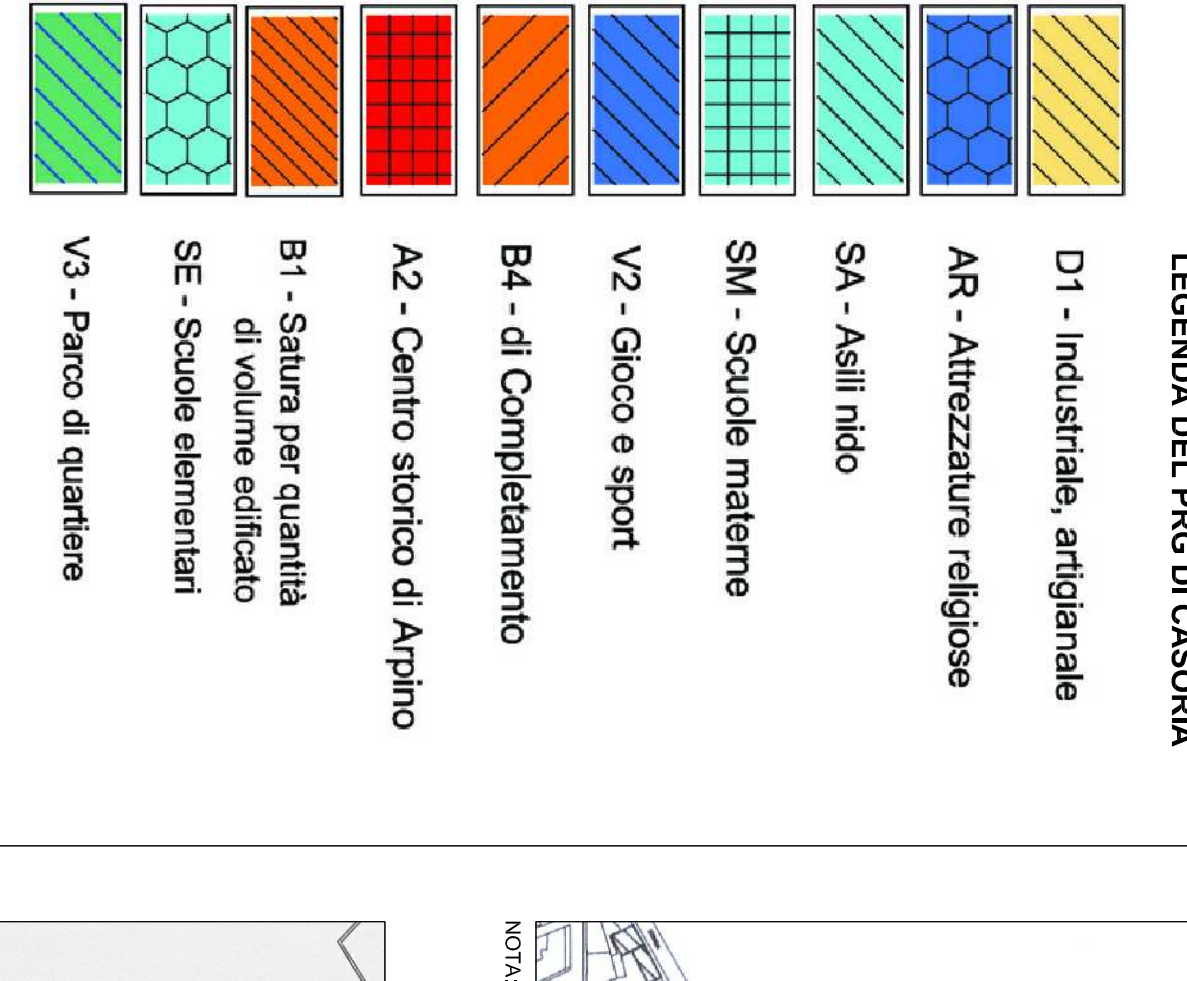 LEGENDA DEL PRG DI CASORIA
D1 - Industriale, artigianale
AR - Attrezzature religiose
SA - Asili nido
SM - Scuole materne
V2 - Gioco e sport
B4 - di Completamento
A2 - Centro storico di Arpino
B1 - Satura per quantità
di volume edificato
SE - Scuole elementari
V3 - Parco di quartiere
NOTA: